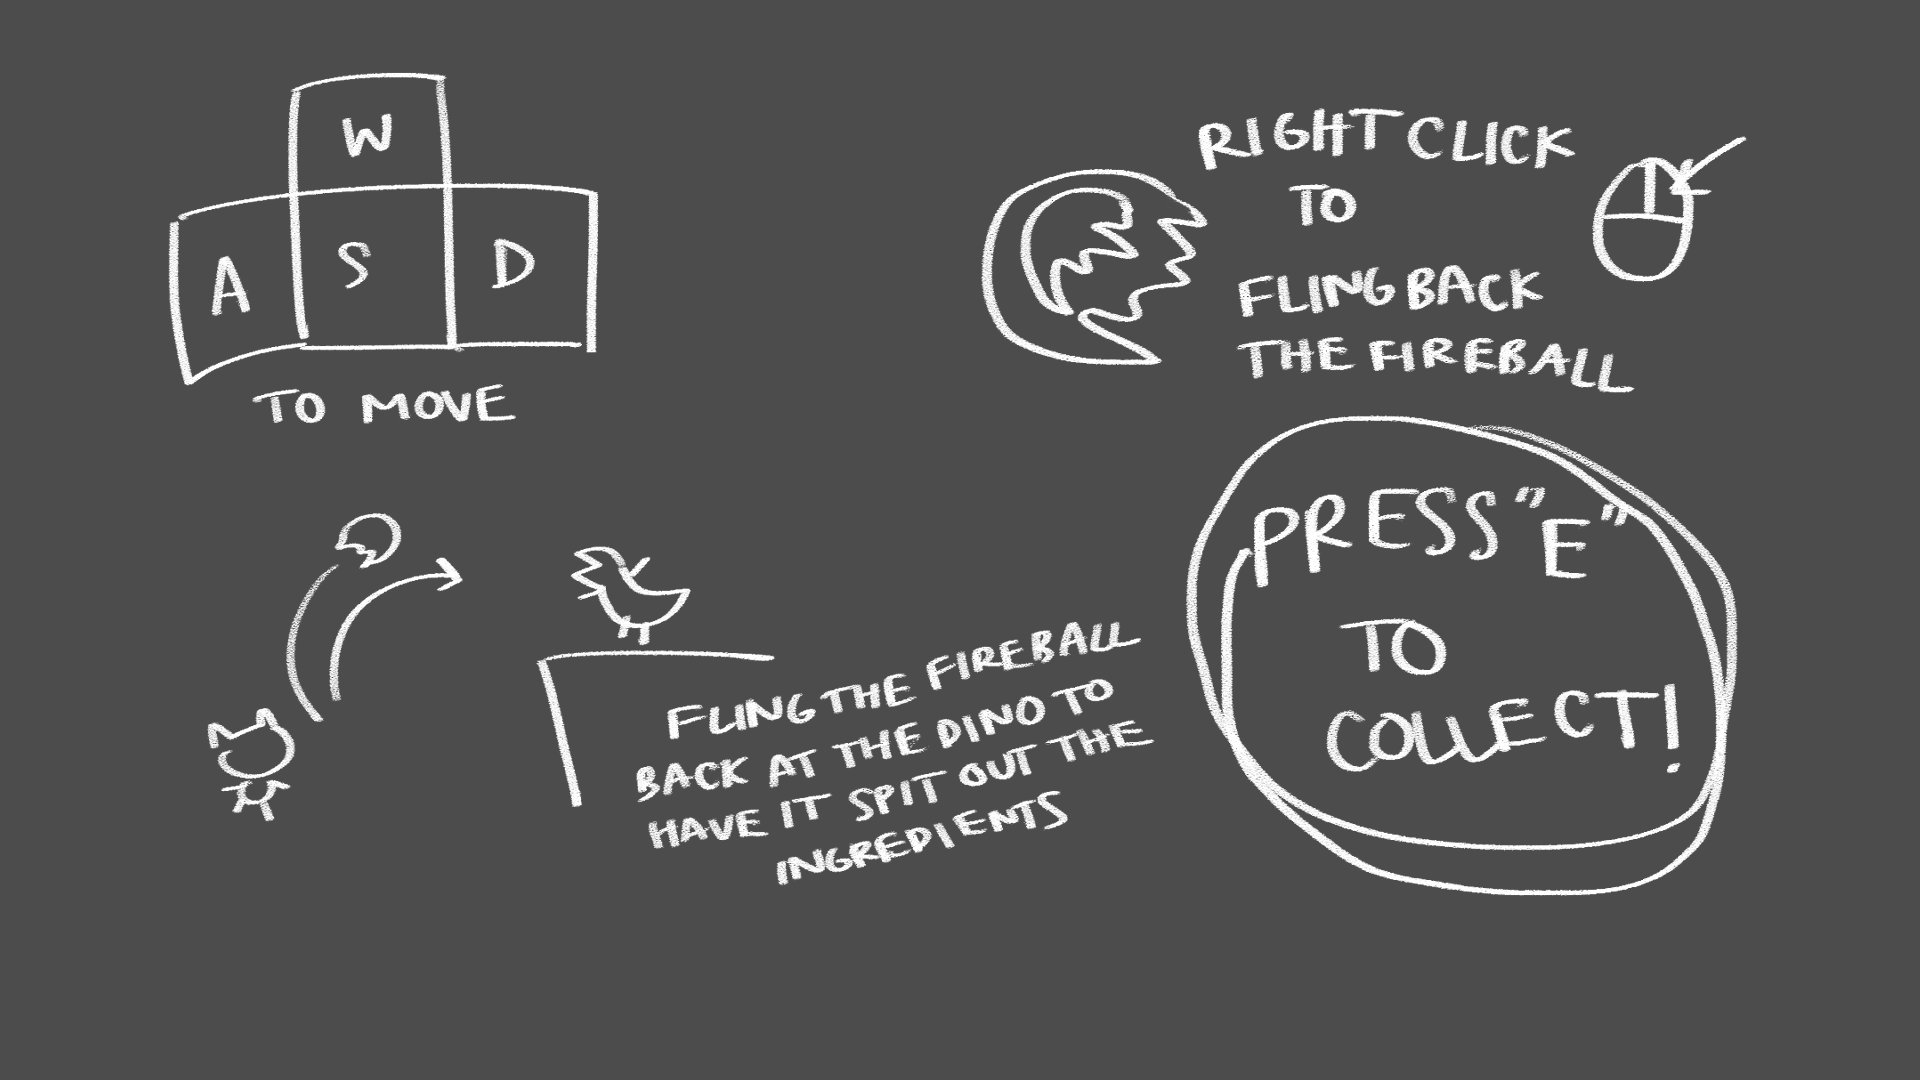 W
A S D
TO MOVE
RIGHT CLICK
TO
FLING BACK
THE FIREBALL
FLING THE FIREBALL
BACK AT THE DINO TO
HAVE IT SPIT OUT THE
INGREDIENTS
PRESS "E"
TO
COLLECT!